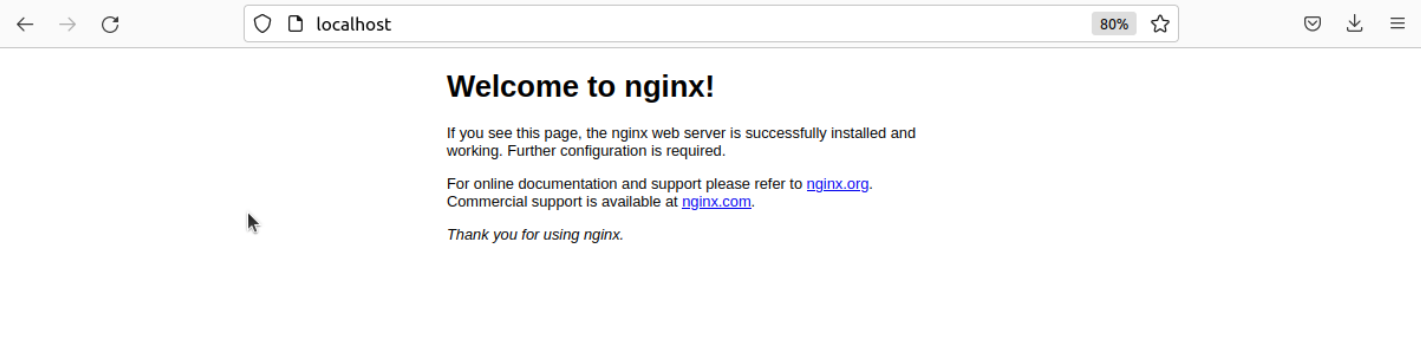 localhost
80%
Welcome to nginx!
If you see this page, the nginx web server is successfully installed and
working. Further configuration is required.
For online documentation and support please refer to nginx.org.
Commercial support is available at nginx.com.
Thank you for using nginx.